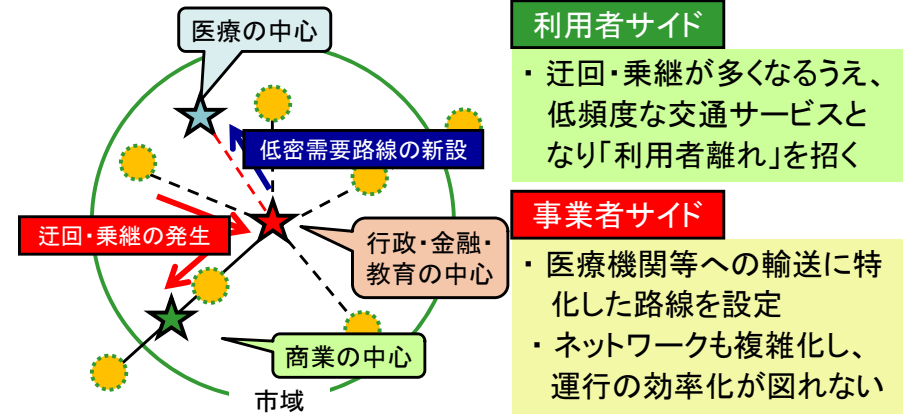 医療の中心
低密需要路線の新設
迂回・乗継の発生
行政・金融・
教育の中心
商業の中心
市域
利用者サイド
・ 迂回・乗継が多くなるうえ、
低頻度な交通サービスと
なり「利用者離れ」を招く
事業者サイド
・ 医療機関等への輸送に特
化した路線を設定
・ ネットワークも複雑化し、
運行の効率化が図れない